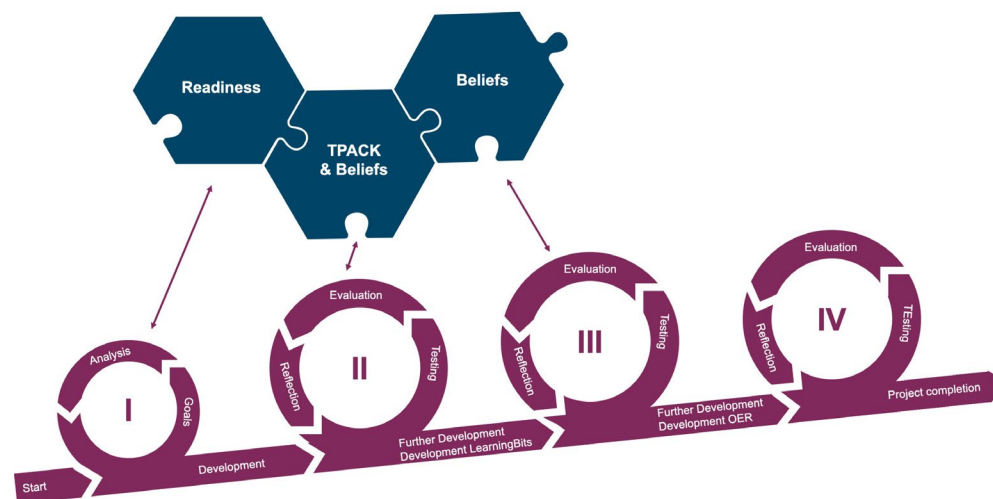 Readiness
Beliefs
TPACK
& Beliefs
Analysis
Goals
I
Evaluation
Testing
Reflection
II
Evaluation
Testing
Reflection
III
Evaluation
TEsting
Reflection
IV
Start
Development
Further Development
Development LearningBits
Further Development
Development OER
Project completion